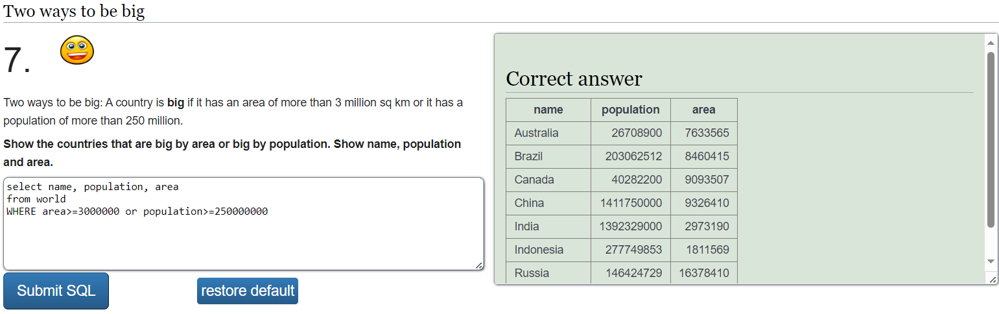 Two ways to be big
7.
Two ways to be big: A country is big if it has an area of more than 3 million sq km or it has a
population of more than 250 million.
Show the countries that are big by area or big by population. Show name, population
and area.
select name, population, area
from world
WHERE area>=3000000 or population>=250000000
Submit SQL restore default
Correct answer
name population area
Australia 26708900 7633565
Brazil 203062512 8460415
Canada 40282200 9093507
China 1411750000 9326410
India 1392329000 2973190
Indonesia 277749853 1811569
Russia 146424729 16378410